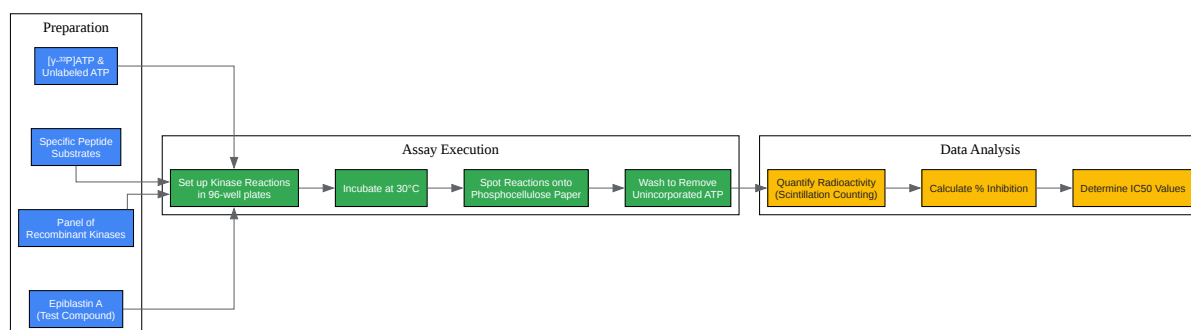 Preparation
[γ-³³P]ATP &
Unlabeled ATP
Specific Peptide
Substrates
Panel of
Recombinant Kinases
Epiblastin A
(Test Compound)
Assay Execution
Set up Kinase Reactions
in 96-well plates
Incubate at 30°C
Spot Reactions onto
Phosphocellulose Paper
Wash to Remove
Unincorporated ATP
Data Analysis
Quantify Radioactivity
(Scintillation Counting)
Calculate % Inhibition
Determine IC50 Values